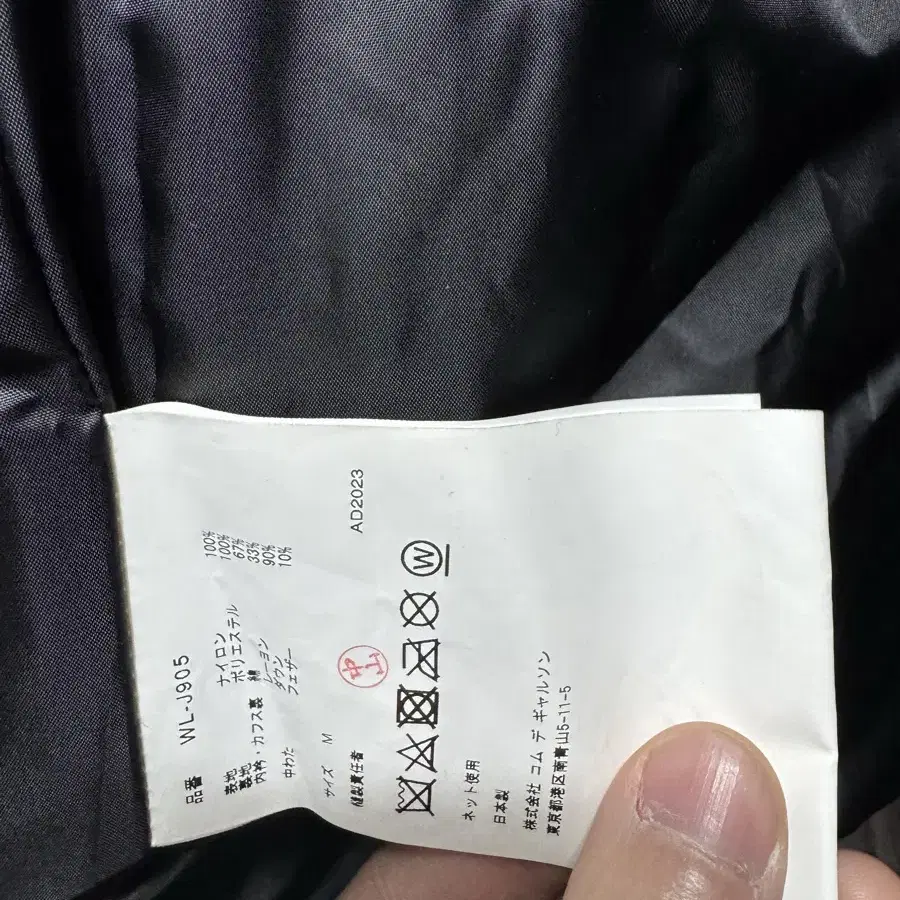 品番 WL-J905
表地 ナイロン 100%
裏地 ポリエステル 100%
内衿・カフス裏 綿 67%
レーヨン 33%
中わた ダウン 90%
フェザー 10%
サイズ M
縫製責任者 中山 AD2023
W
ネット使用
日本製
株式会社 コム デ ギャルソン
東京都港区南青山5-11-5